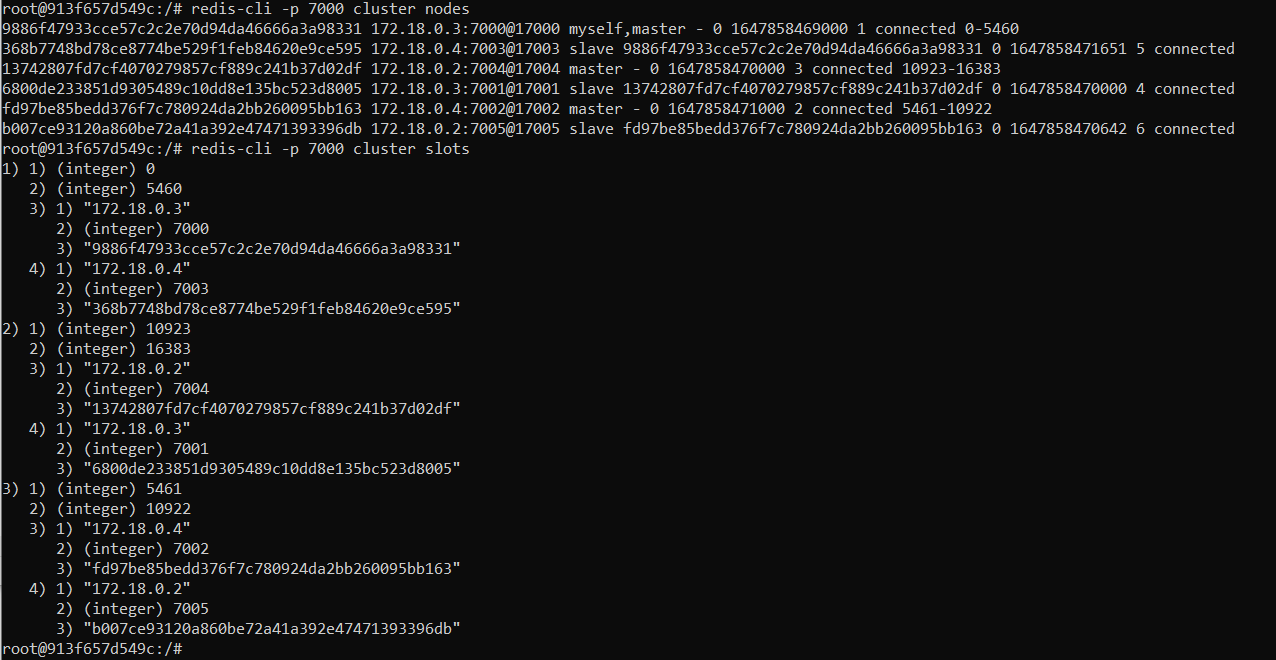 root@913f657d549c:/# redis-cli -p 7000 cluster nodes
9886f47933cce57c2c2e70d94da46666a3a98331 172.18.0.3:7000@17000 myself,master - 0 1647858469000 1 connected 0-5460
368b7748bd78ce8774be529f1feb84620e9ce595 172.18.0.4:7003@17003 slave 9886f47933cce57c2c2e70d94da46666a3a98331 0 1647858471651 5 connected
13742807fd7cf4070279857cf889c241b37d02df 172.18.0.2:7004@17004 master - 0 1647858470000 3 connected 10923-16383
6800de233851d9305489c10dd8e135bc523d8005 172.18.0.3:7001@17001 slave 13742807fd7cf4070279857cf889c241b37d02df 0 1647858470000 4 connected
fd97be85bedd376f7c780924da2bb260095bb163 172.18.0.4:7002@17002 master - 0 1647858471000 2 connected 5461-10922
b007ce93120a860be72a41a392e47471393396db 172.18.0.2:7005@17005 slave fd97be85bedd376f7c780924da2bb260095bb163 0 1647858470642 6 connected
root@913f657d549c:/# redis-cli -p 7000 cluster slots
1) 1) (integer) 0
   2) (integer) 5460
   3) 1) "172.18.0.3"
      2) (integer) 7000
      3) "9886f47933cce57c2c2e70d94da46666a3a98331"
   4) 1) "172.18.0.4"
      2) (integer) 7003
      3) "368b7748bd78ce8774be529f1feb84620e9ce595"
2) 1) (integer) 10923
   2) (integer) 16383
   3) 1) "172.18.0.2"
      2) (integer) 7004
      3) "13742807fd7cf4070279857cf889c241b37d02df"
   4) 1) "172.18.0.3"
      2) (integer) 7001
      3) "6800de233851d9305489c10dd8e135bc523d8005"
3) 1) (integer) 5461
   2) (integer) 10922
   3) 1) "172.18.0.4"
      2) (integer) 7002
      3) "fd97be85bedd376f7c780924da2bb260095bb163"
   4) 1) "172.18.0.2"
      2) (integer) 7005
      3) "b007ce93120a860be72a41a392e47471393396db"
root@913f657d549c:/#